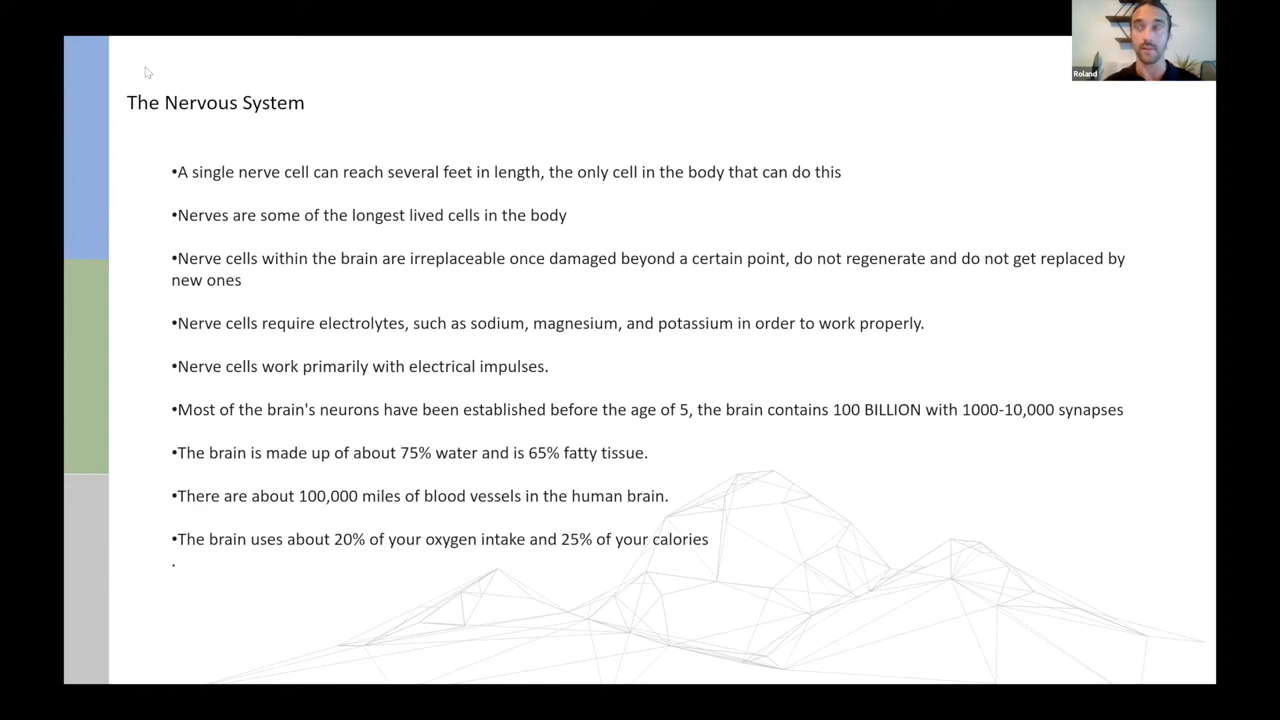 Roland
The Nervous System
•A single nerve cell can reach several feet in length, the only cell in the body that can do this
•Nerves are some of the longest lived cells in the body
•Nerve cells within the brain are irreplaceable once damaged beyond a certain point, do not regenerate and do not get replaced by
new ones
•Nerve cells require electrolytes, such as sodium, magnesium, and potassium in order to work properly.
•Nerve cells work primarily with electrical impulses.
•Most of the brain's neurons have been established before the age of 5, the brain contains 100 BILLION with 1000-10,000 synapses
•The brain is made up of about 75% water and is 65% fatty tissue.
•There are about 100,000 miles of blood vessels in the human brain.
•The brain uses about 20% of your oxygen intake and 25% of your calories
.